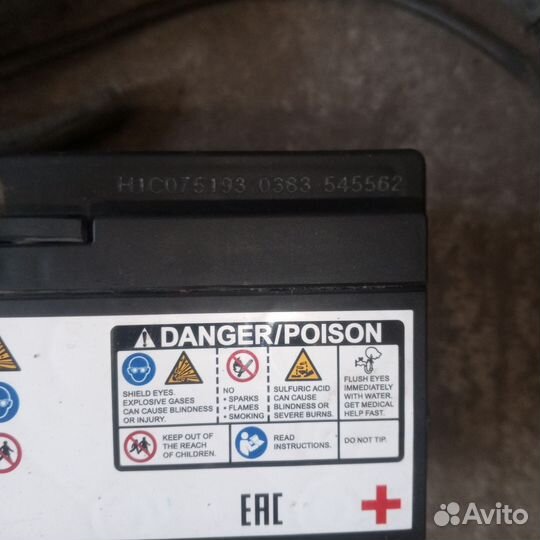 H1C075193 0383 545562
DANGER/POISON
SHIELD EYES.
EXPLOSIVE GASES
CAN CAUSE BLINDNESS
OR INJURY.
NO
• SPARKS
• FLAMES
• SMOKING
SULFURIC ACID
CAN CAUSE
BLINDNESS OR
SEVERE BURNS.
FLUSH EYES
IMMEDIATELY
WITH WATER.
GET MEDICAL
HELP FAST.
KEEP OUT OF
THE REACH
OF CHILDREN.
READ
INSTRUCTIONS.
DO NOT TIP.
EAC
Avito